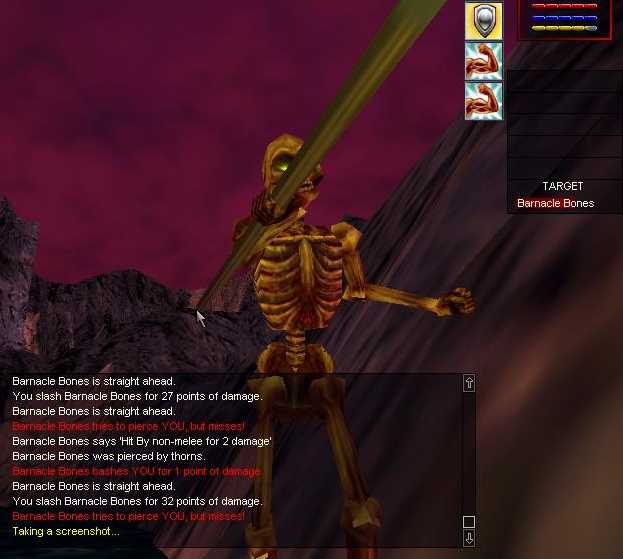 TARGET
Barnacle Bones
Barnacle Bones is straight ahead.
You slash Barnacle Bones for 27 points of damage.
Barnacle Bones is straight ahead.
Barnacle Bones tries to pierce YOU, but misses!
Barnacle Bones says 'Hit By non-melee for 2 damage'
Barnacle Bones was pierced by thorns.
Barnacle Bones bashes YOU for 1 point of damage.
Barnacle Bones is straight ahead.
You slash Barnacle Bones for 32 points of damage.
Barnacle Bones tries to pierce YOU, but misses!
Taking a screenshot...